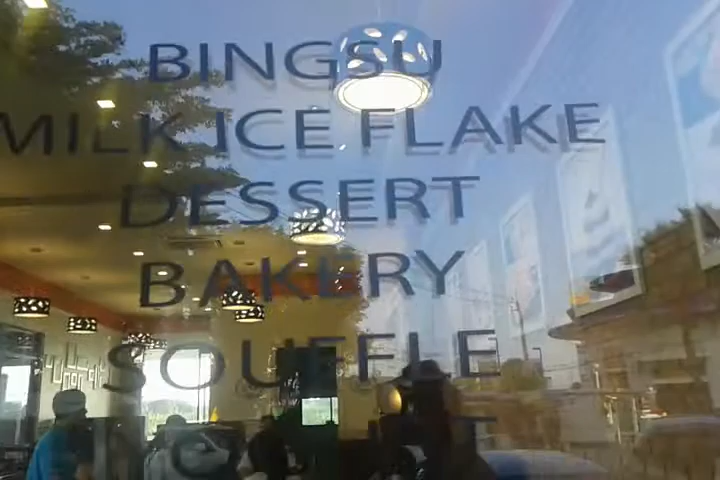 BINGSU
MILK ICE FLAKE
DESSERT
BAKERY
SOUFFLE